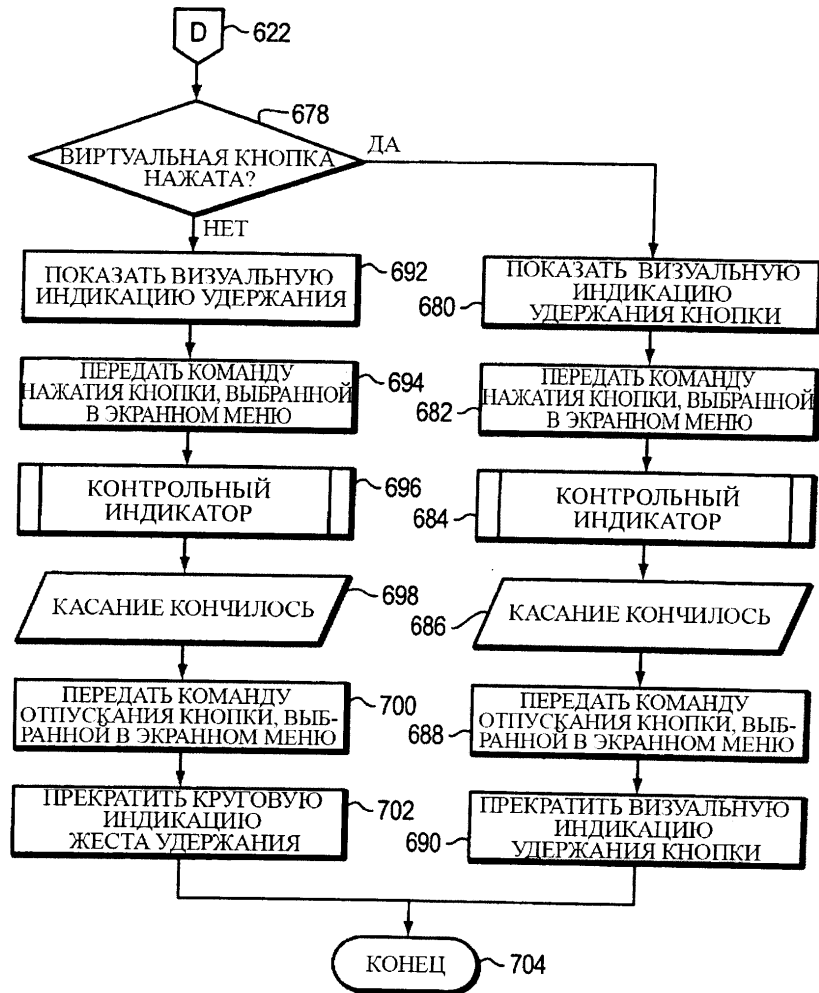 D
622
678
ВИРТУАЛЬНАЯ КНОПКА
НАЖАТА?
ДА
НЕТ
ПОКАЗАТЬ ВИЗУАЛЬНУЮ
ИНДИКАЦИЮ УДЕРЖАНИЯ
692
ПЕРЕДАТЬ КОМАНДУ
НАЖАТИЯ КНОПКИ, ВЫБРАННОЙ
В ЭКРАННОМ МЕНЮ
694
КОНТРОЛЬНЫЙ
ИНДИКАТОР
696
КАСАНИЕ КОНЧИЛОСЬ
698
ПЕРЕДАТЬ КОМАНДУ
ОТПУСКАНИЯ КНОПКИ, ВЫБ-
РАННОЙ В ЭКРАННОМ МЕНЮ
700
ПРЕКРАТИТЬ КРУГОВУЮ
ИНДИКАЦИЮ
ЖЕСТА УДЕРЖАНИЯ
702
ПОКАЗАТЬ ВИЗУАЛЬНУЮ
ИНДИКАЦИЮ
УДЕРЖАНИЯ КНОПКИ
680
ПЕРЕДАТЬ КОМАНДУ
НАЖАТИЯ КНОПКИ, ВЫБРАННОЙ
В ЭКРАННОМ МЕНЮ
682
КОНТРОЛЬНЫЙ
ИНДИКАТОР
684
КАСАНИЕ КОНЧИЛОСЬ
686
ПЕРЕДАТЬ КОМАНДУ
ОТПУСКАНИЯ КНОПКИ, ВЫБ-
РАННОЙ В ЭКРАННОМ МЕНЮ
688
ПРЕКРАТИТЬ ВИЗУАЛЬНУЮ
ИНДИКАЦИЮ
УДЕРЖАНИЯ КНОПКИ
690
КОНЕЦ
704